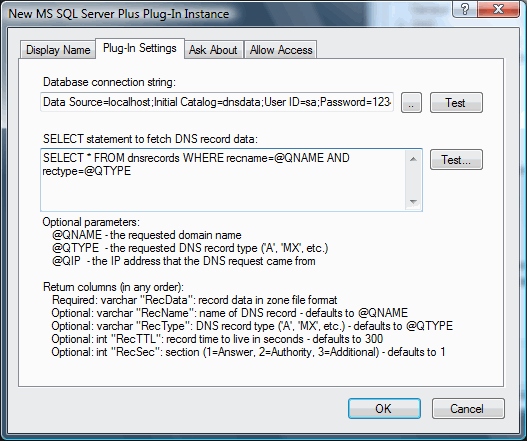 New MS SQL Server Plus Plug-In Instance
Display Name
Plug-In Settings
Ask About
Allow Access
Database connection string:
Data Source=localhost;Initial Catalog=dnsdata;User ID=sa;Password=123
..
Test
SELECT statement to fetch DNS record data:
SELECT * FROM dnsrecords WHERE recname=@QNAME AND
rectype=@QTYPE
Test...
Optional parameters:
@QNAME - the requested domain name
@QTYPE - the requested DNS record type ('A', 'MX', etc.)
@QIP - the IP address that the DNS request came from
Return columns (in any order):
Required: varchar "RecData": record data in zone file format
Optional: varchar "RecName": name of DNS record - defaults to @QNAME
Optional: varchar "RecType": DNS record type ('A', 'MX', etc.) - defaults to @QTYPE
Optional: int "RecTTL": record time to live in seconds - defaults to 300
Optional: int "RecSec": section (1=Answer, 2=Authority, 3=Additional) - defaults to 1
OK
Cancel